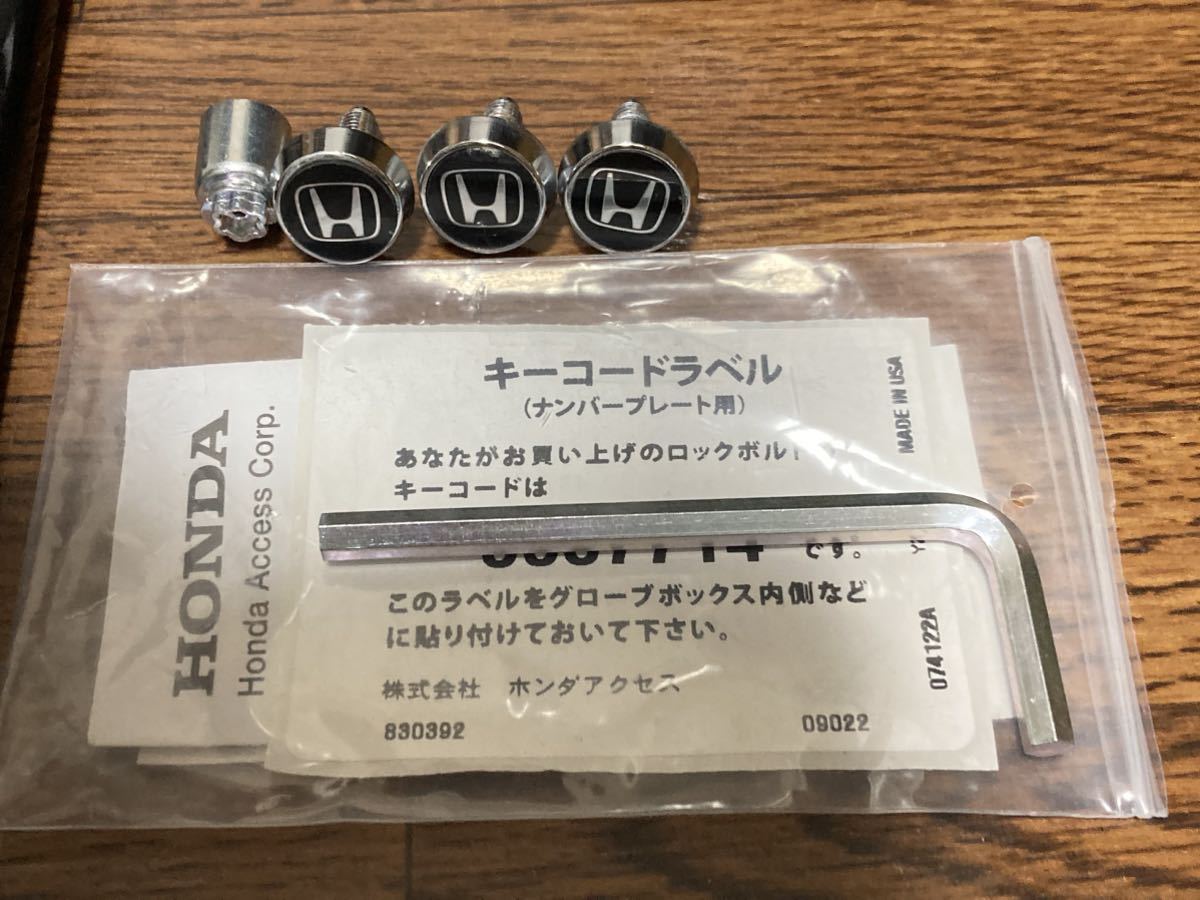 HONDA
Honda Access Corp.
キーコードラベル
(ナンバープレート用)
あなたがお買い上げのロックボルト
キーコードは
です。
このラベルをグローブボックス内側など
に貼り付けておいて下さい。
株式会社 ホンダアクセス
830392
09022
MADE IN USA
074122A